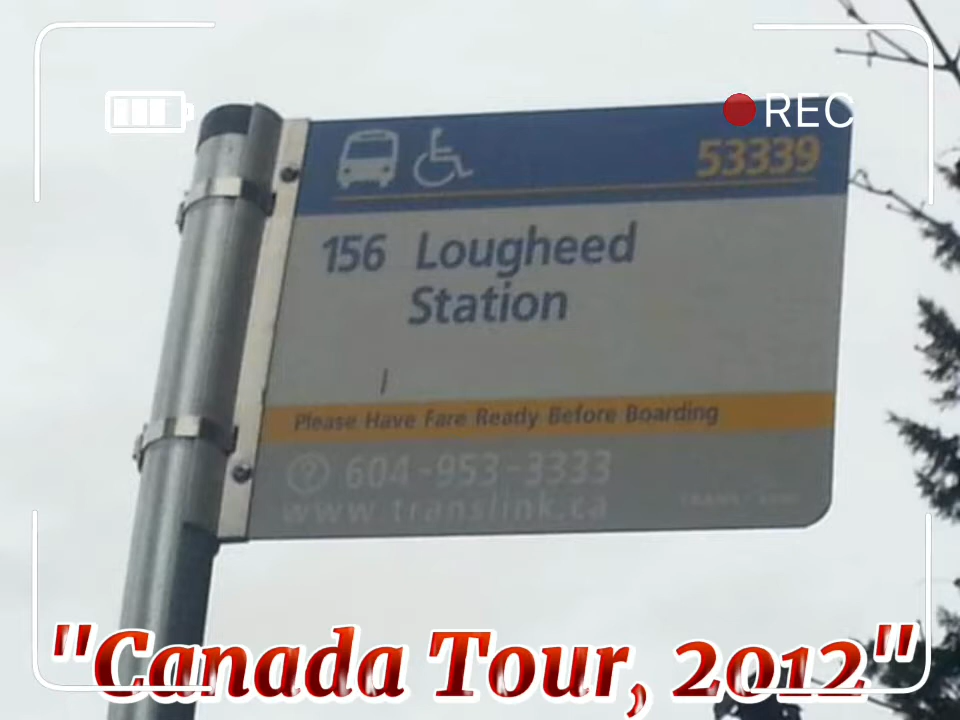 REC
53339
156 Lougheed
Station
Please Have Fare Ready Before Boarding
604-953-3333
www.translink.ca
"Canada Tour, 2012"